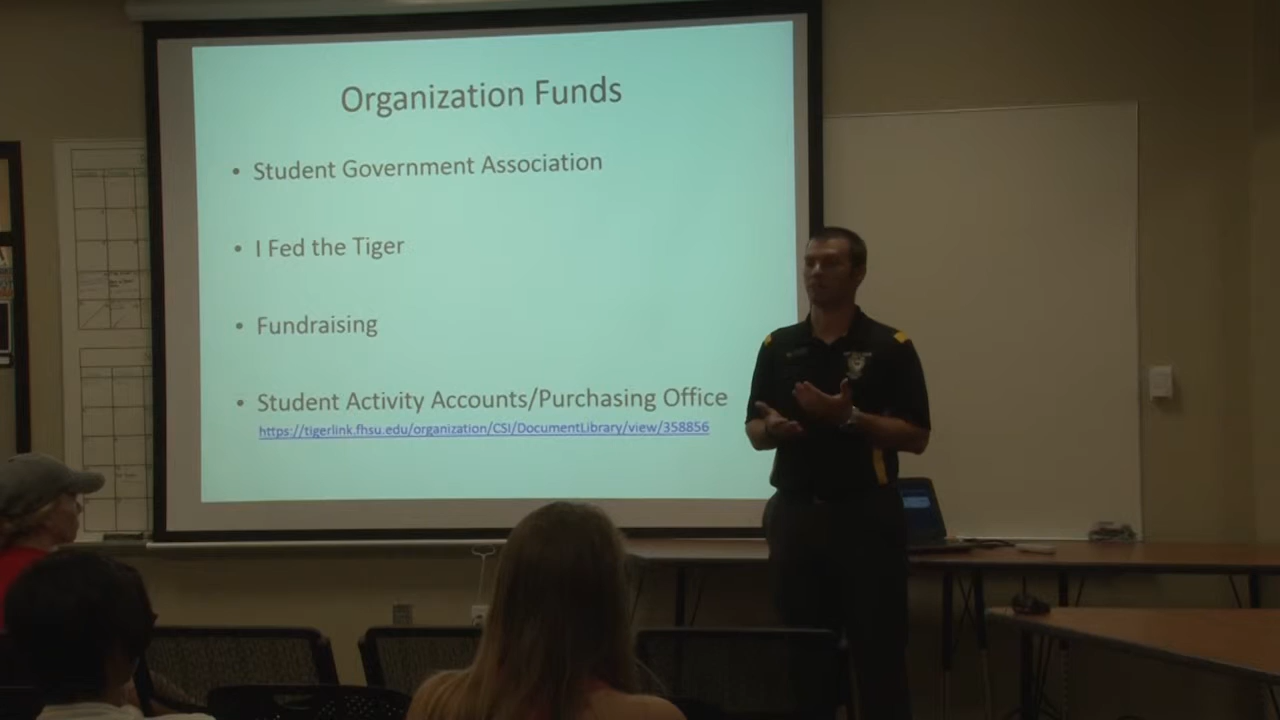 Organization Funds
• Student Government Association
• I Fed the Tiger
• Fundraising
• Student Activity Accounts/Purchasing Office
https://tigerlink.fhsu.edu/organization/CSI/DocumentLibrary/view/358856